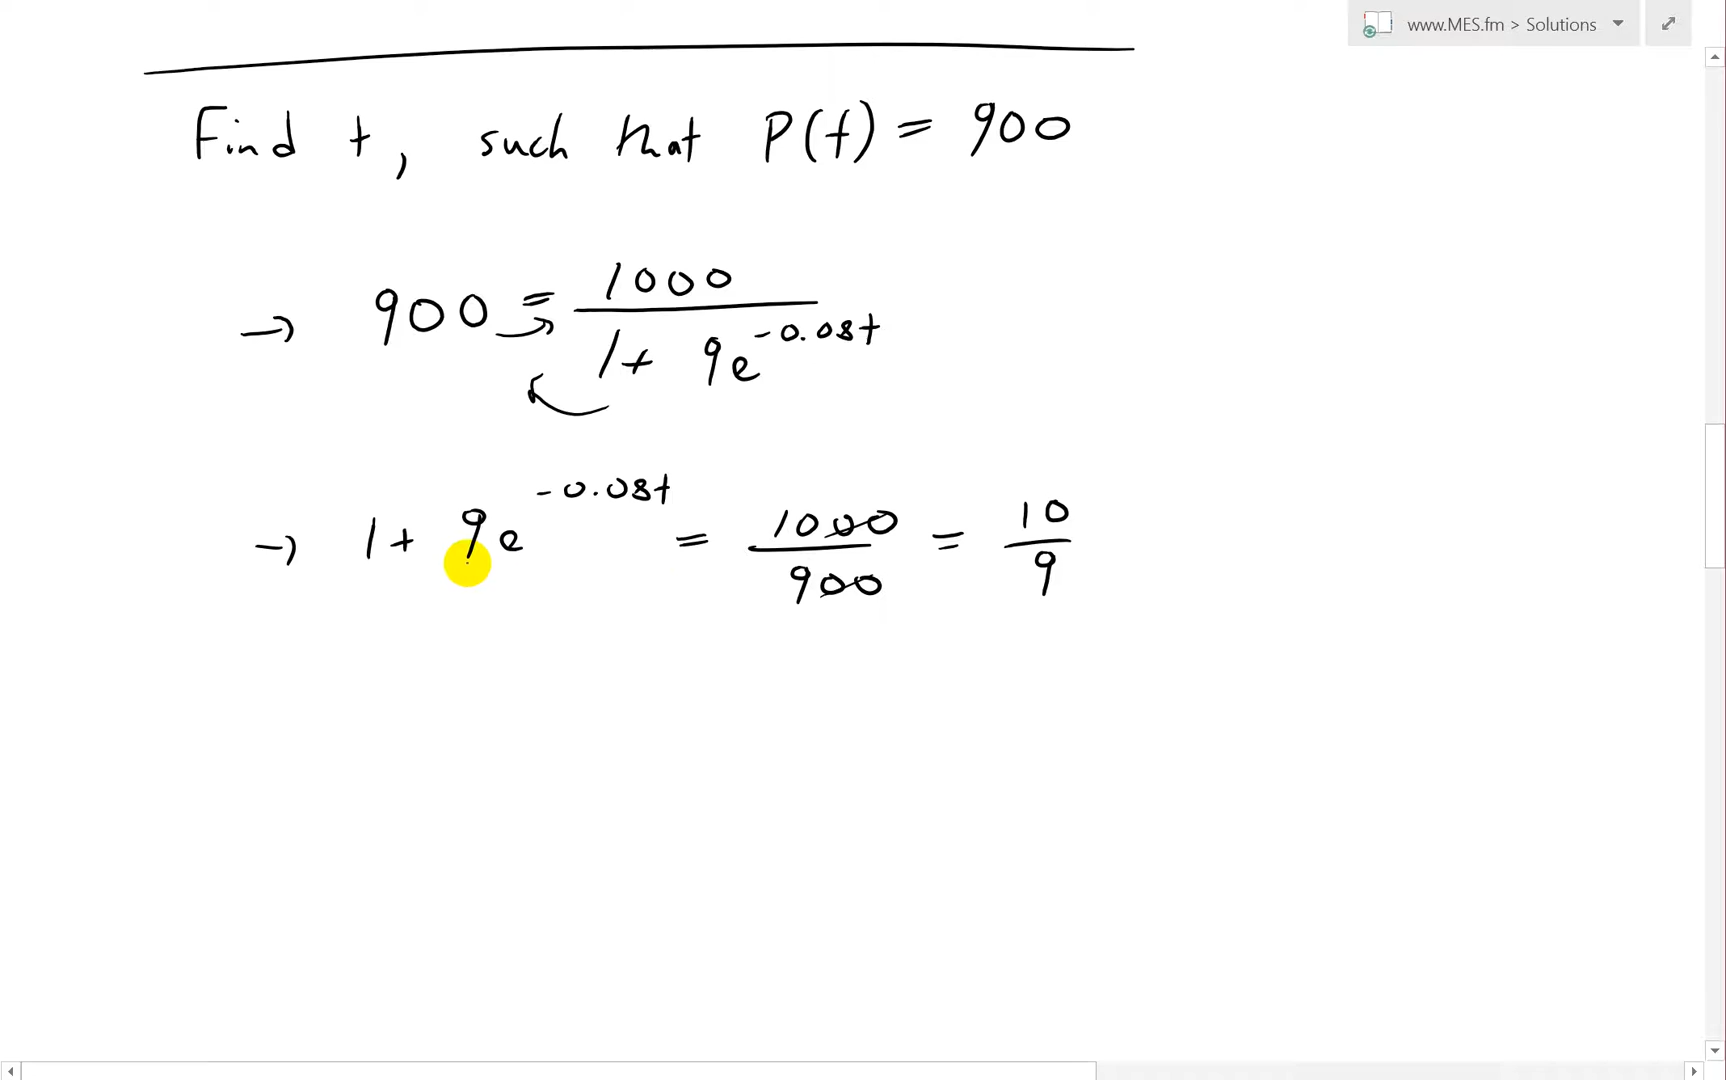 www.MES.fm > Solutions
Find t, such that P(t) = 900
→ 900 = 1000 / 1 + 9e^-0.08t
→ 1 + 9e^-0.08t = 1000 / 900 = 10 / 9